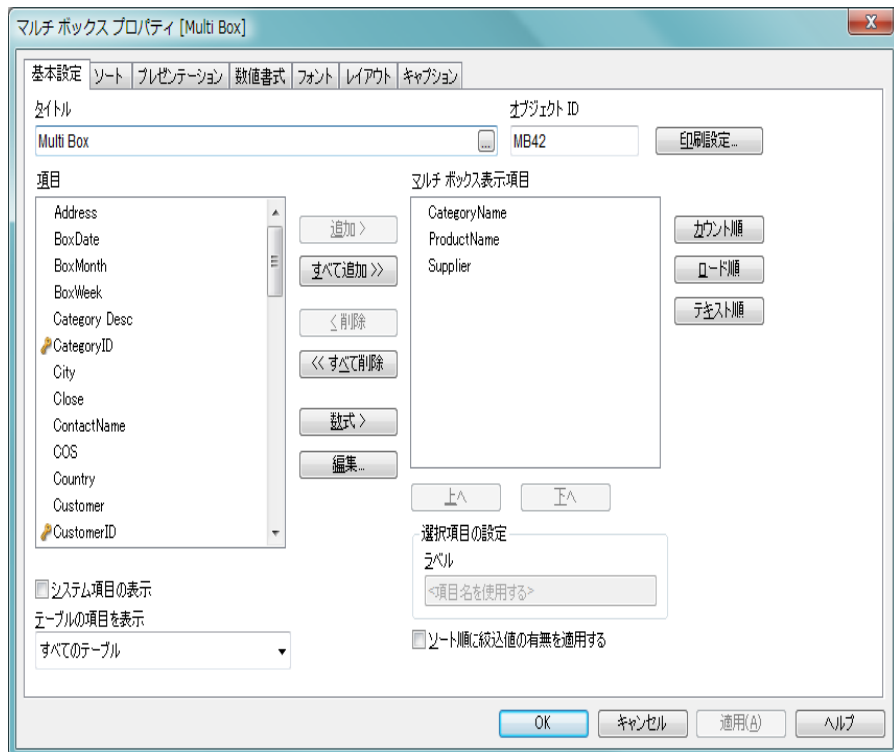 マルチ ボックス プロパティ [Multi Box]
基本設定 ソート プレゼンテーション 数値書式 フォント レイアウト キャプション
タイトル オブジェクト ID
Multi Box ... MB42 印刷設定...
項目 マルチ ボックス表示項目
Address
BoxDate
BoxMonth
BoxWeek
Category Desc
CategoryID
City
Close
ContactName
COS
Country
Customer
CustomerID
追加 >
すべて追加 >>
< 削除
<< すべて削除
数式 >
編集...
CategoryName
ProductName
Supplier
カウント順
ロード順
テキスト順
上へ 下へ
選択項目の設定
ラベル
<項目名を使用する>
システム項目の表示
テーブルの項目を表示
すべてのテーブル
ソート順に絞込値の有無を適用する
OK キャンセル 適用(A) ヘルプ